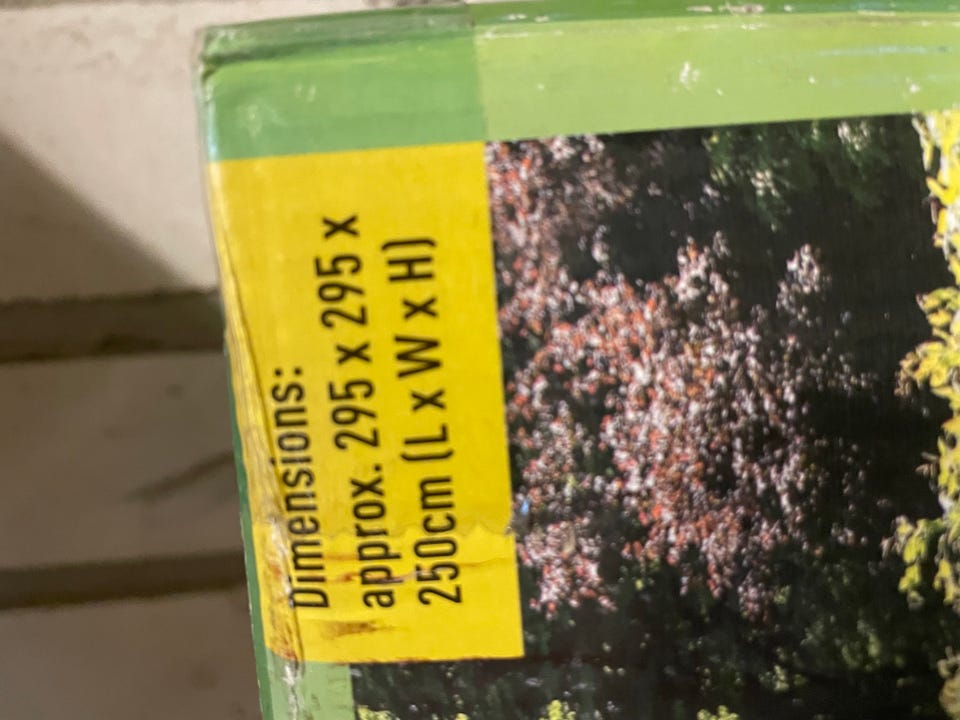 Dimensions:
approx. 295 x 295 x
250cm (L x W x H)